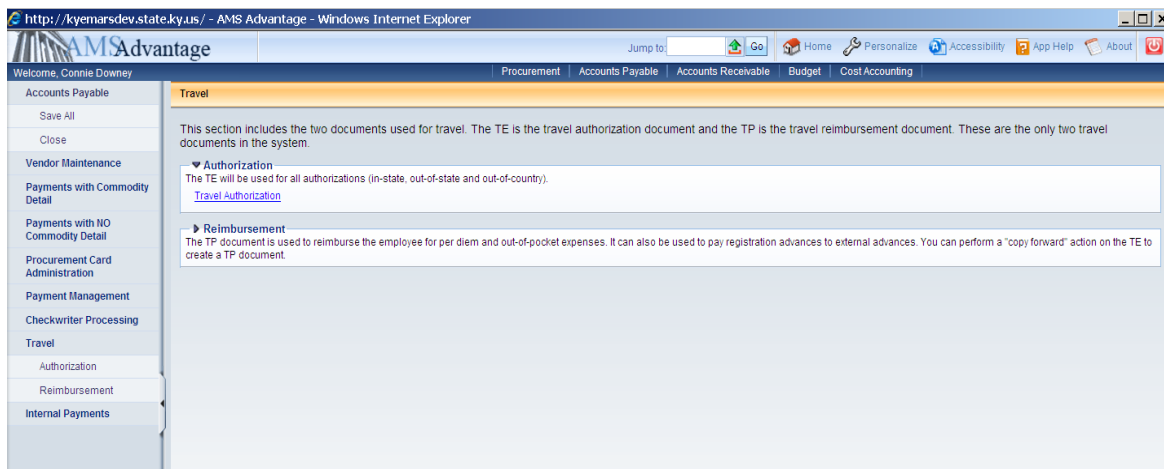 http://kyemarsdev.state.ky.us/ - AMS Advantage - Windows Internet Explorer
AMS Advantage
Jump to: Go Home Personalize Accessibility App Help About
Welcome, Connie Downey
Procurement Accounts Payable Accounts Receivable Budget Cost Accounting
Accounts Payable
Save All
Close
Vendor Maintenance
Payments with Commodity
Detail
Payments with NO
Commodity Detail
Procurement Card
Administration
Payment Management
Checkwriter Processing
Travel
Authorization
Reimbursement
Internal Payments
Travel
This section includes the two documents used for travel. The TE is the travel authorization document and the TP is the travel reimbursement document. These are the only two travel
documents in the system.
Authorization
The TE will be used for all authorizations (in-state, out-of-state and out-of-country).
Travel Authorization
Reimbursement
The TP document is used to reimburse the employee for per diem and out-of-pocket expenses. It can also be used to pay registration advances to external advances. You can perform a "copy forward" action on the TE to
create a TP document.